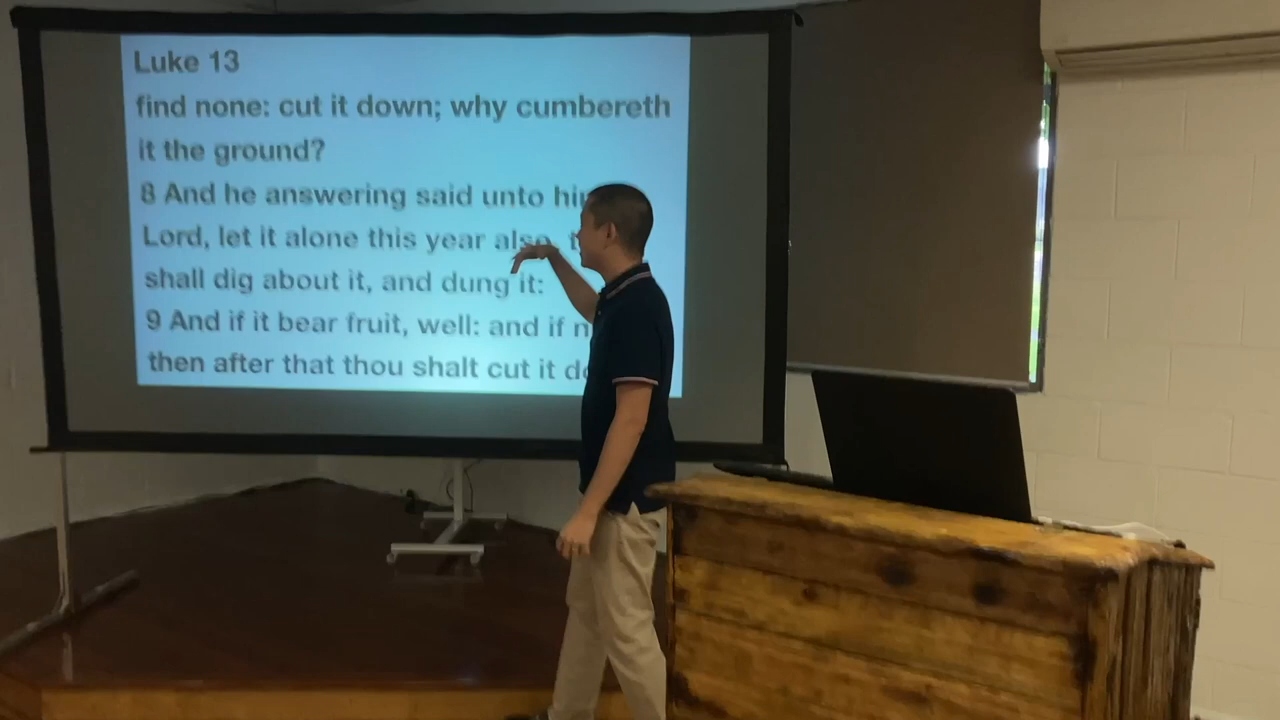 Luke 13
find none: cut it down; why cumbereth
it the ground?
8 And he answering said unto
Lord, let it alone this year also,
shall dig about it, and dung it:
9 And if it bear fruit, well: and if
then after that thou shalt cut it